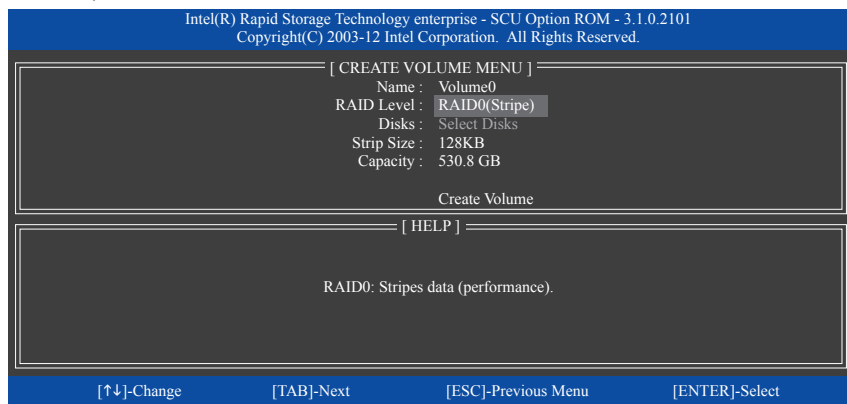 Intel(R) Rapid Storage Technology enterprise - SCU Option ROM - 3.1.0.2101
Copyright(C) 2003-12 Intel Corporation.  All Rights Reserved.
[ CREATE VOLUME MENU ]
Name :  Volume0
RAID Level :  RAID0(Stripe)
Disks :  Select Disks
Strip Size :  128KB
Capacity :  530.8 GB
Create Volume
[ HELP ]
RAID0: Stripes data (performance).
[↑↓]-Change  [TAB]-Next  [ESC]-Previous Menu  [ENTER]-Select